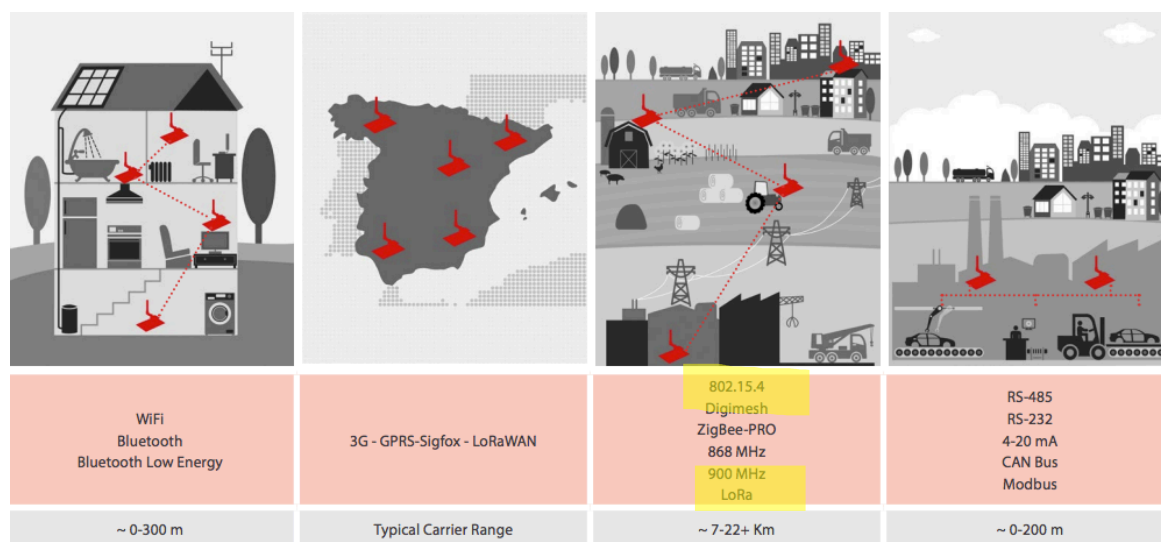 WiFi
Bluetooth
Bluetooth Low Energy
3G - GPRS-Sigfox - LoRaWAN
802.15.4
Digimesh
ZigBee-PRO
868 MHz
900 MHz
LoRa
RS-485
RS-232
4-20 mA
CAN Bus
Modbus
~ 0-300 m
Typical Carrier Range
~ 7-22+ Km
~ 0-200 m